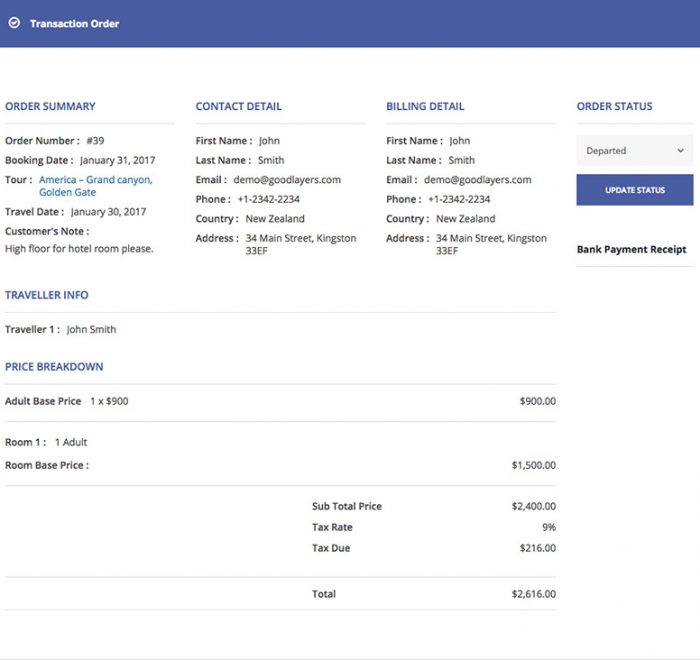 Transaction Order
ORDER SUMMARY
Order Number : #39
Booking Date : January 31, 2017
Tour : America – Grand canyon,
Golden Gate
Travel Date : January 30, 2017
Customer's Note :
High floor for hotel room please.
CONTACT DETAIL
First Name : John
Last Name : Smith
Email : demo@goodlayers.com
Phone : +1-2342-2234
Country : New Zealand
Address : 34 Main Street, Kingston
33EF
BILLING DETAIL
First Name : John
Last Name : Smith
Email : demo@goodlayers.com
Phone : +1-2342-2234
Country : New Zealand
Address : 34 Main Street, Kingston
33EF
ORDER STATUS
Departed
UPDATE STATUS
Bank Payment Receipt
TRAVELLER INFO
Traveller 1 : John Smith
PRICE BREAKDOWN
Adult Base Price 1 x $900 $900.00
Room 1 : 1 Adult
Room Base Price : $1,500.00
Sub Total Price $2,400.00
Tax Rate 9%
Tax Due $216.00
Total $2,616.00